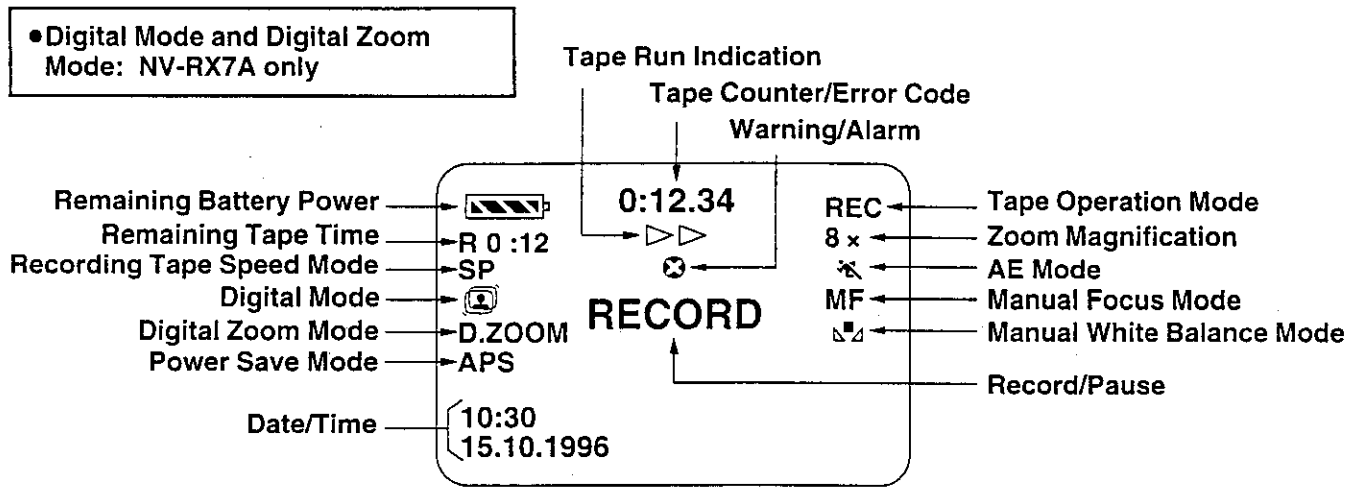 ●Digital Mode and Digital Zoom
Mode: NV-RX7A only
Tape Run Indication
Tape Counter/Error Code
Warning/Alarm
Remaining Battery Power
Remaining Tape Time
Recording Tape Speed Mode
Digital Mode
Digital Zoom Mode
Power Save Mode
Date/Time
0:12.34
R 0 :12
SP
D.ZOOM
APS
10:30
15.10.1996
RECORD
REC
8 ×
MF
Tape Operation Mode
Zoom Magnification
AE Mode
Manual Focus Mode
Manual White Balance Mode
Record/Pause